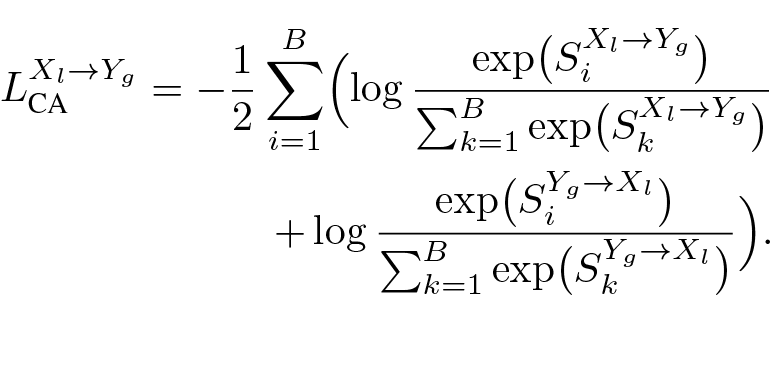 L_{\text{CA}}^{X_l \to Y_g} = -\frac{1}{2} \sum_{i=1}^{B} \Bigg( \log \frac{\exp\big(S_i^{X_l \to Y_g}\big)}{\sum_{k=1}^{B} \exp\big(S_k^{X_l \to Y_g}\big)}
+ \log \frac{\exp\big(S_i^{Y_g \to X_l}\big)}{\sum_{k=1}^{B} \exp\big(S_k^{Y_g \to X_l}\big)} \Bigg).